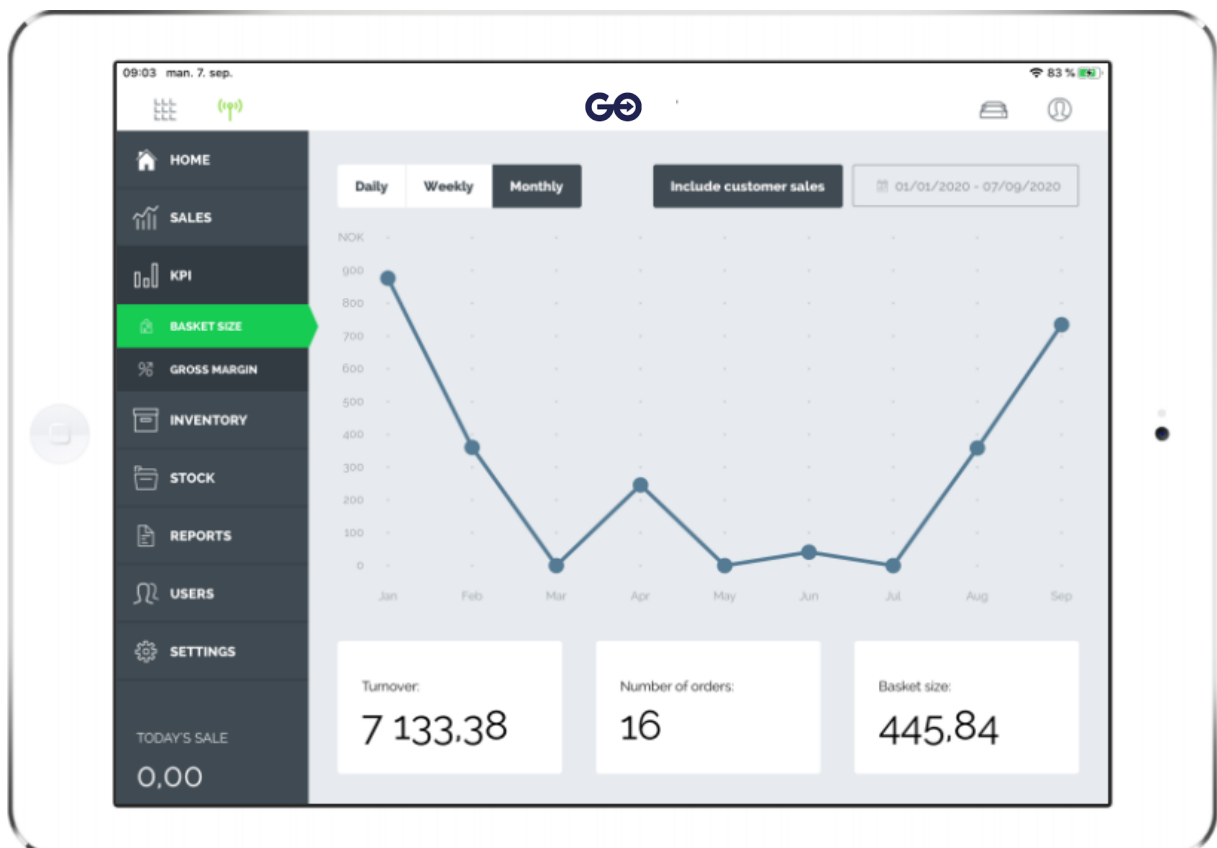 09:03 man. 7. sep.
83 %
GO
HOME
SALES
KPI
BASKET SIZE
GROSS MARGIN
INVENTORY
STOCK
REPORTS
USERS
SETTINGS
TODAY'S SALE
0,00
Daily Weekly Monthly Include customer sales 01/01/2020 - 07/09/2020
NOK
900
800
700
600
500
400
300
200
100
0
Jan Feb Mar Apr May Jun Jul Aug Sep
Turnover:
7 133,38
Number of orders:
16
Basket size:
445,84